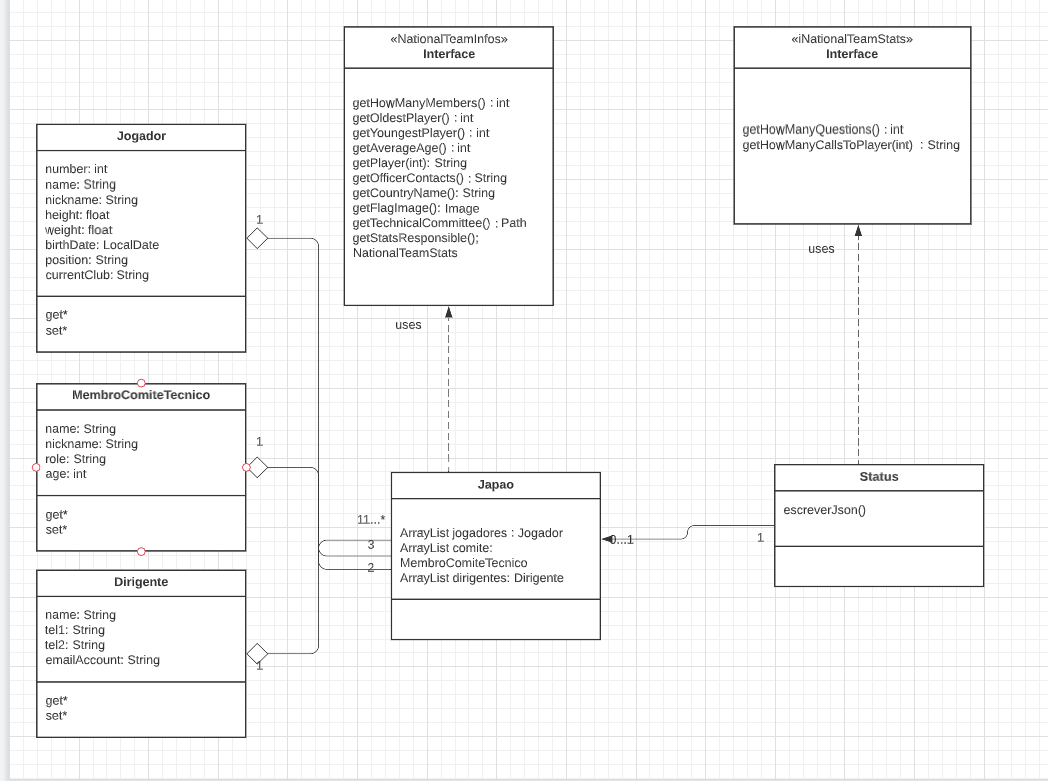 «NationalTeamInfos»
Interface
getHowManyMembers() : int
getOldestPlayer() : int
getYoungestPlayer() : int
getAverageAge() : int
getPlayer(int): String
getOfficerContacts() : String
getCountryName(): String
getFlagImage(): Image
getTechnicalCommittee() : Path
getStatsResponsible();
NationalTeamStats
«iNationalTeamStats»
Interface
getHowManyQuestions() : int
getHowManyCallsToPlayer(int) : String
Jogador
number: int
name: String
nickname: String
height: float
weight: float
birthDate: LocalDate
position: String
currentClub: String
get*
set*
1
uses
uses
MembroComiteTecnico
name: String
nickname: String
role: String
age: int
get*
set*
1
Japao
ArrayList jogadores : Jogador
ArrayList comite:
MembroComiteTecnico
ArrayList dirigentes: Dirigente
11...*
3
2
0...1
1
Status
escreverJson()
Dirigente
name: String
tel1: String
tel2: String
emailAccount: String
get*
set*
1